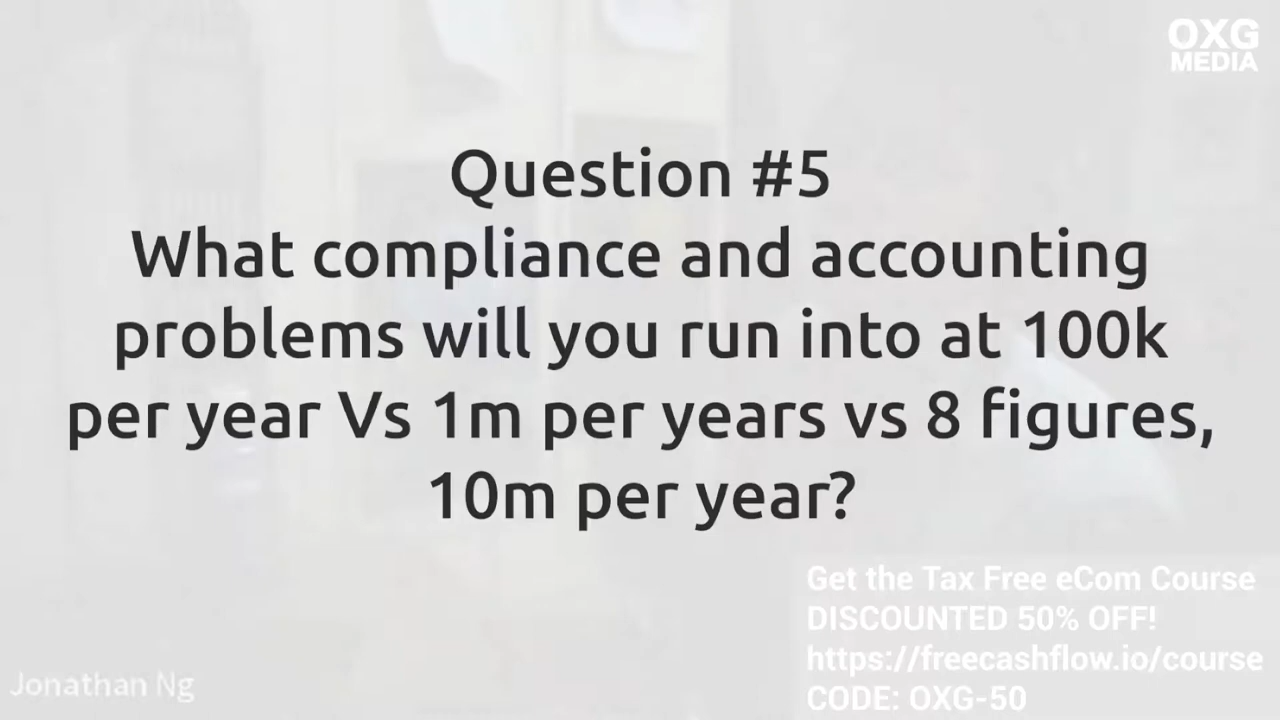 OXG
MEDIA
Question #5
What compliance and accounting
problems will you run into at 100k
per year Vs 1m per years vs 8 figures,
10m per year?
Get the Tax Free eCom Course
DISCOUNTED 50% OFF!
https://freecashflow.io/course
CODE: OXG-50
Jonathan Ng